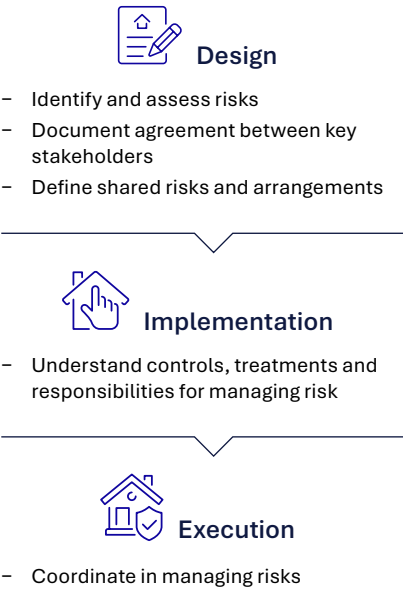 Design
– Identify and assess risks
– Document agreement between key
stakeholders
– Define shared risks and arrangements
Implementation
– Understand controls, treatments and
responsibilities for managing risk
Execution
– Coordinate in managing risks